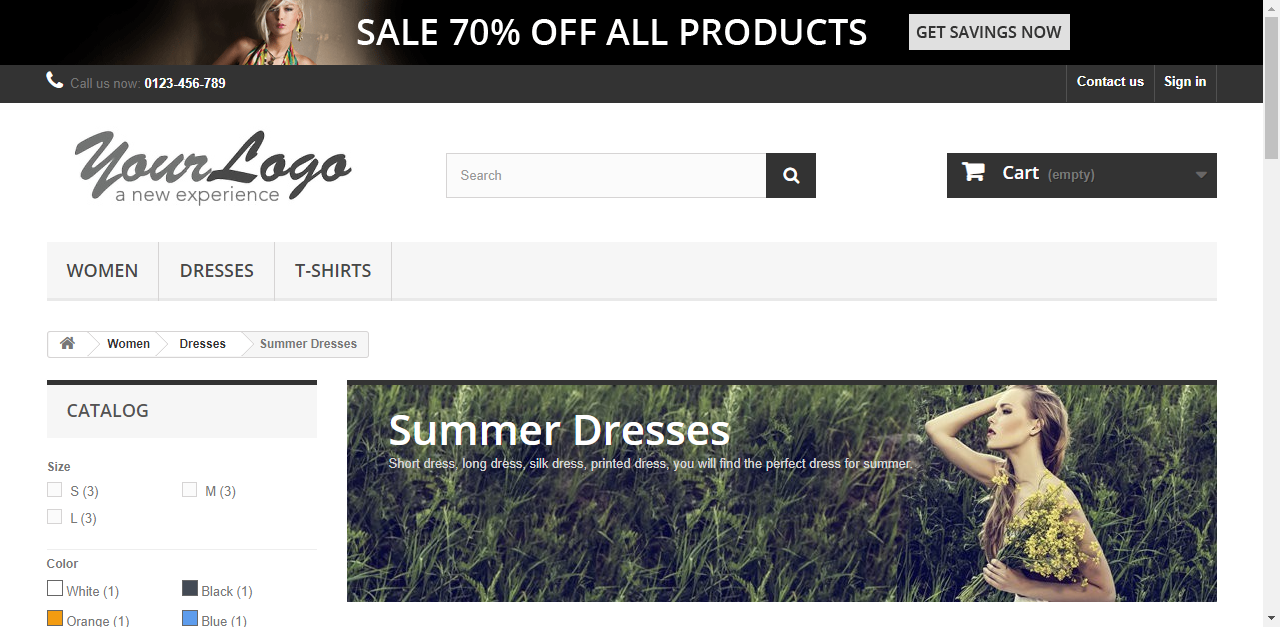 SALE 70% OFF ALL PRODUCTS GET SAVINGS NOW
Call us now: 0123-456-789 Contact us Sign in
YourLogo
a new experience
Search
Cart (empty)
WOMEN DRESSES T-SHIRTS
Women Dresses Summer Dresses
CATALOG
Summer Dresses
Short dress, long dress, silk dress, printed dress, you will find the perfect dress for summer.
Size
S (3) M (3)
L (3)
Color
White (1) Black (1)
Orange (1) Blue (1)